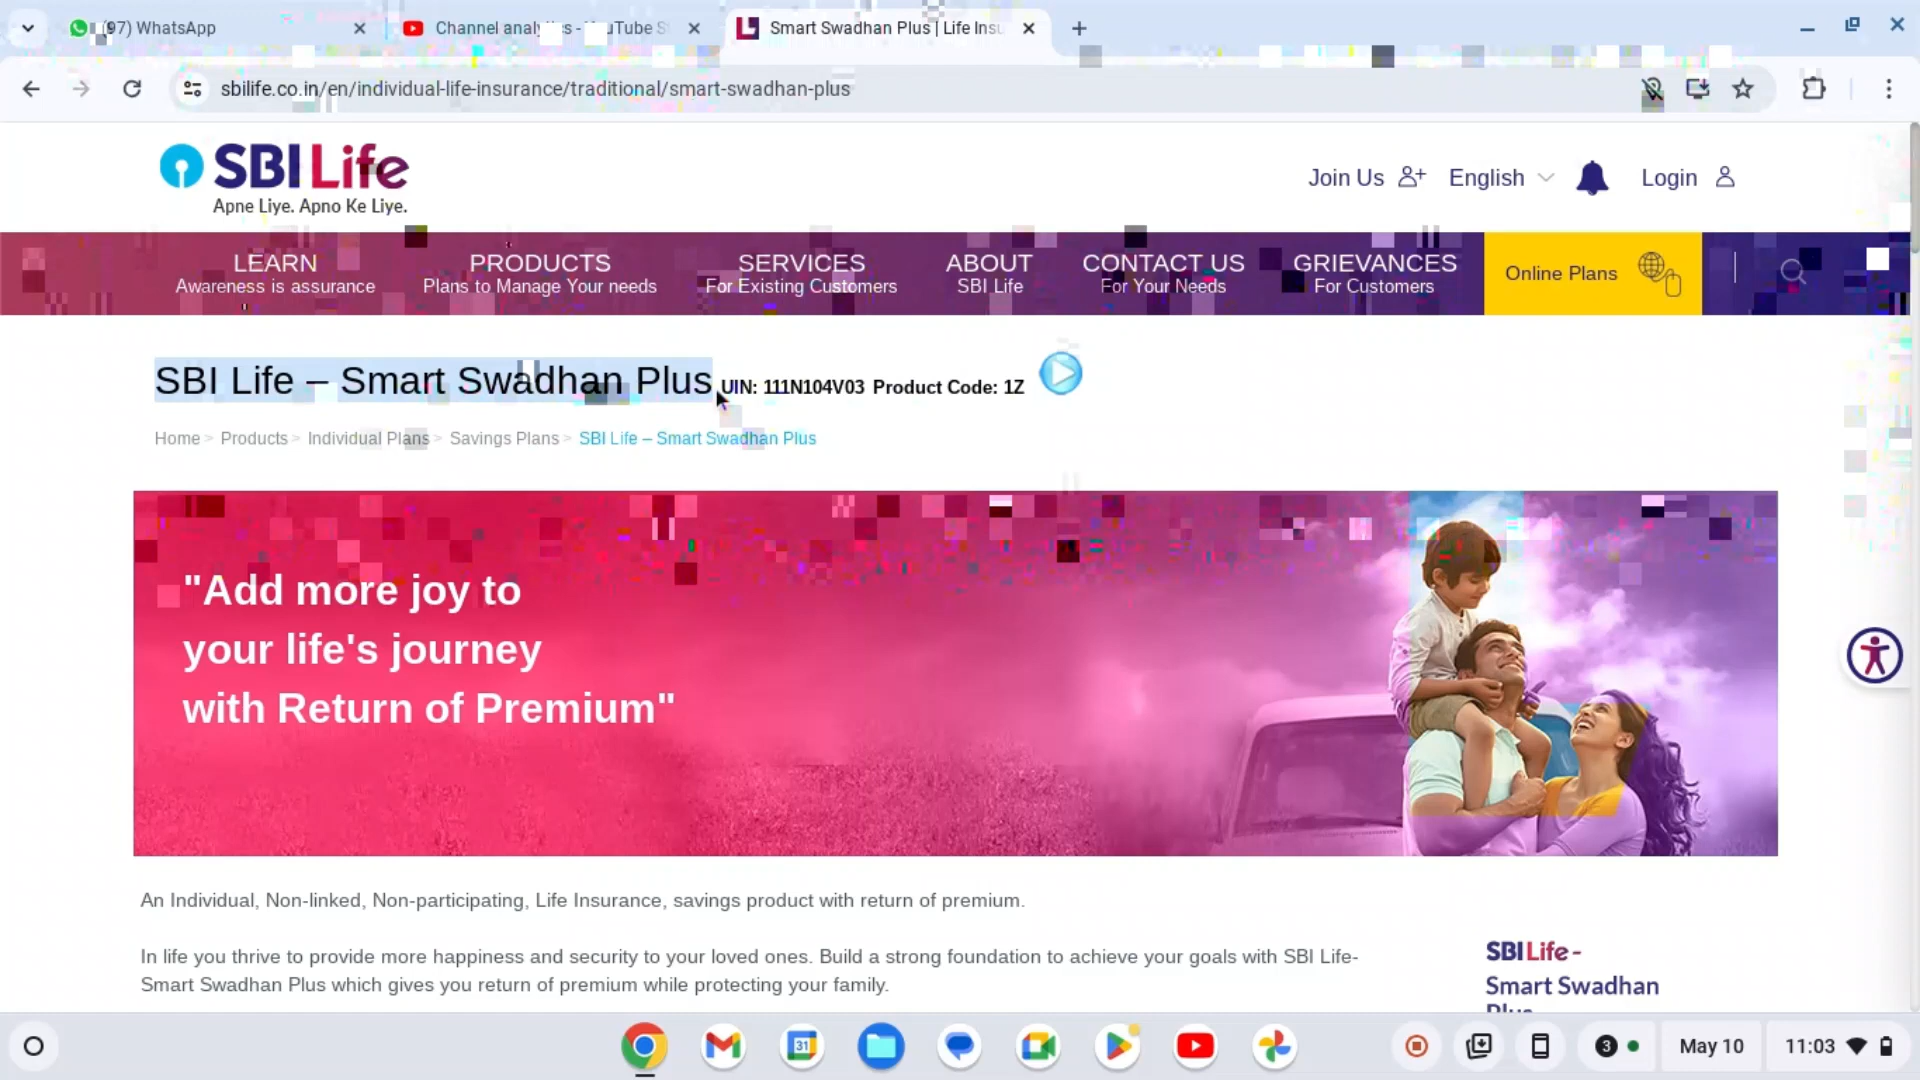 (97) WhatsApp
Channel analytics - YouTube S
Smart Swadhan Plus | Life Insu
sbilife.co.in/en/individual-life-insurance/traditional/smart-swadhan-plus
SBI Life
Apne Liye. Apno Ke Liye.
Join Us English Login
LEARN
Awareness is assurance
PRODUCTS
Plans to Manage Your needs
SERVICES
For Existing Customers
ABOUT
SBI Life
CONTACT US
For Your Needs
GRIEVANCES
For Customers
Online Plans
SBI Life – Smart Swadhan Plus UIN: 111N104V03 Product Code: 1Z
Home > Products > Individual Plans > Savings Plans > SBI Life – Smart Swadhan Plus
"Add more joy to
your life's journey
with Return of Premium"
An Individual, Non-linked, Non-participating, Life Insurance, savings product with return of premium.
In life you thrive to provide more happiness and security to your loved ones. Build a strong foundation to achieve your goals with SBI Life-
Smart Swadhan Plus which gives you return of premium while protecting your family.
SBI Life -
Smart Swadhan
Plus
31
3
May 10
11:03